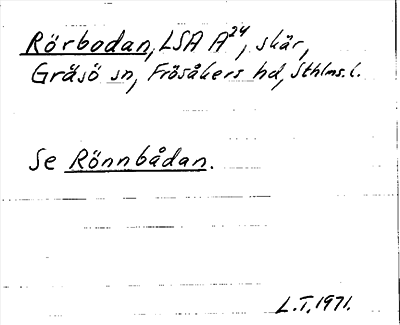 Rörbodan, LSA A24, skär,
Gräsö sn, Frösåkers hd, Sthlms. l.
Se Rönnbådan.
L.T. 1971.